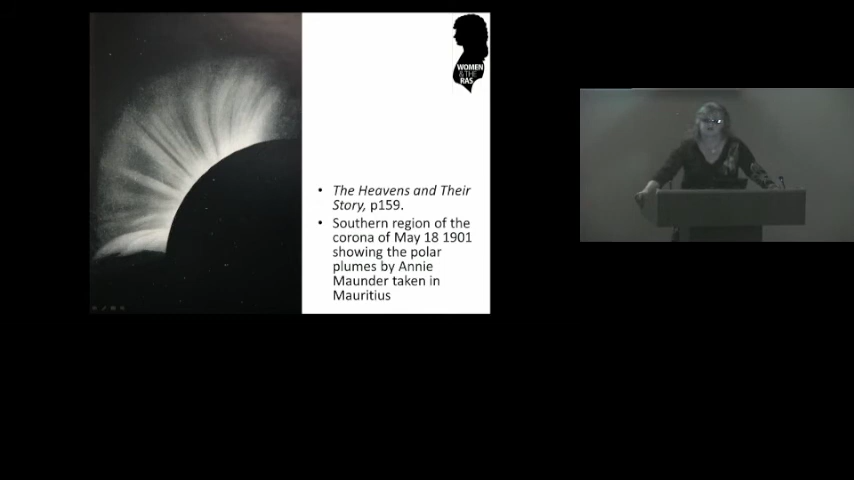 WOMEN
& THE
RAS
• The Heavens and Their
Story, p159.
• Southern region of the
corona of May 18 1901
showing the polar
plumes by Annie
Maunder taken in
Mauritius